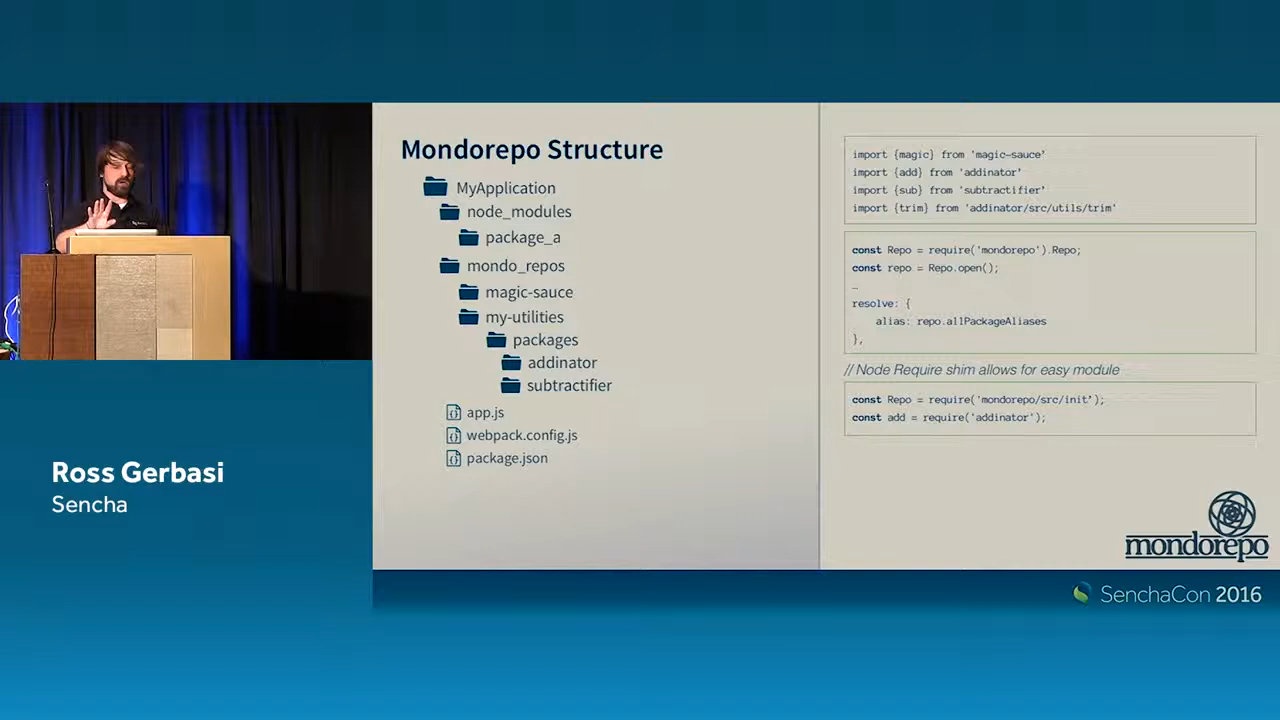 Mondorepo Structure
MyApplication
node_modules
package_a
mondo_repos
magic-sauce
my-utilities
packages
addinator
subtractifier
app.js
webpack.config.js
package.json
import {magic} from 'magic-sauce'
import {add} from 'addinator'
import {sub} from 'subtractifier'
import {trim} from 'addinator/src/utils/trim'
const Repo = require('mondorepo').Repo;
const repo = Repo.open();
…
resolve: {
alias: repo.allPackageAliases
},
// Node Require shim allows for easy module
const Repo = require('mondorepo/src/init');
const add = require('addinator');
mondorepo
Ross Gerbasi
Sencha
SenchaCon 2016